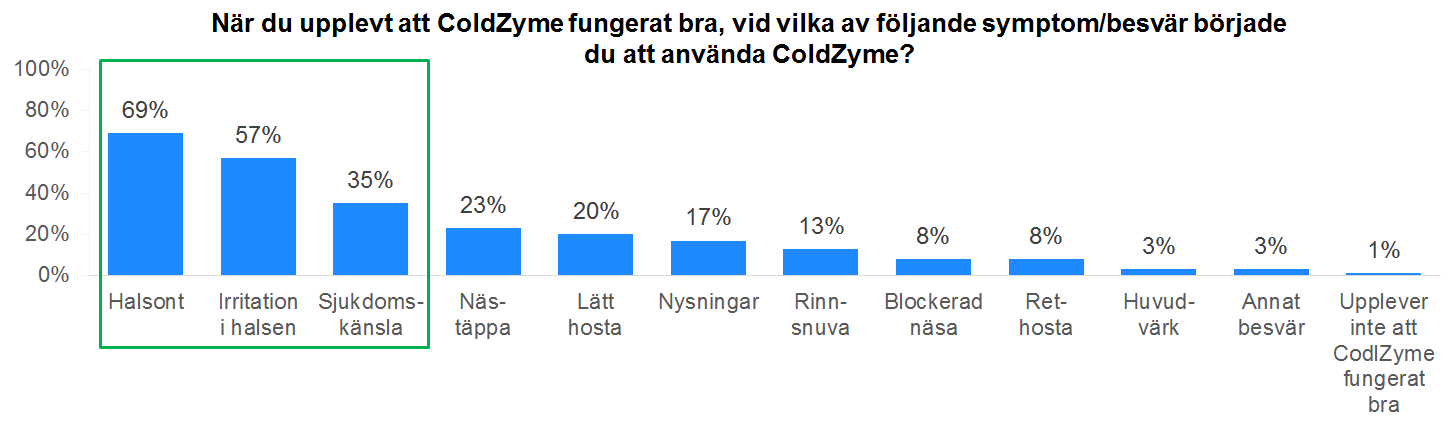 När du upplevt att ColdZyme fungerat bra, vid vilka av följande symptom/besvär började
du att använda ColdZyme?
100%
80%
60%
40%
20%
0%
69%
57%
35%
23%
20%
17%
13%
8%
8%
3%
3%
1%
Halsont
Irritation
i halsen
Sjukdoms-
känsla
Näs-
täppa
Lätt
hosta
Nysningar
Rinn-
snuva
Blockerad
näsa
Ret-
hosta
Huvud-
värk
Annat
besvär
Upplever
inte att
CodlZyme
fungerat
bra